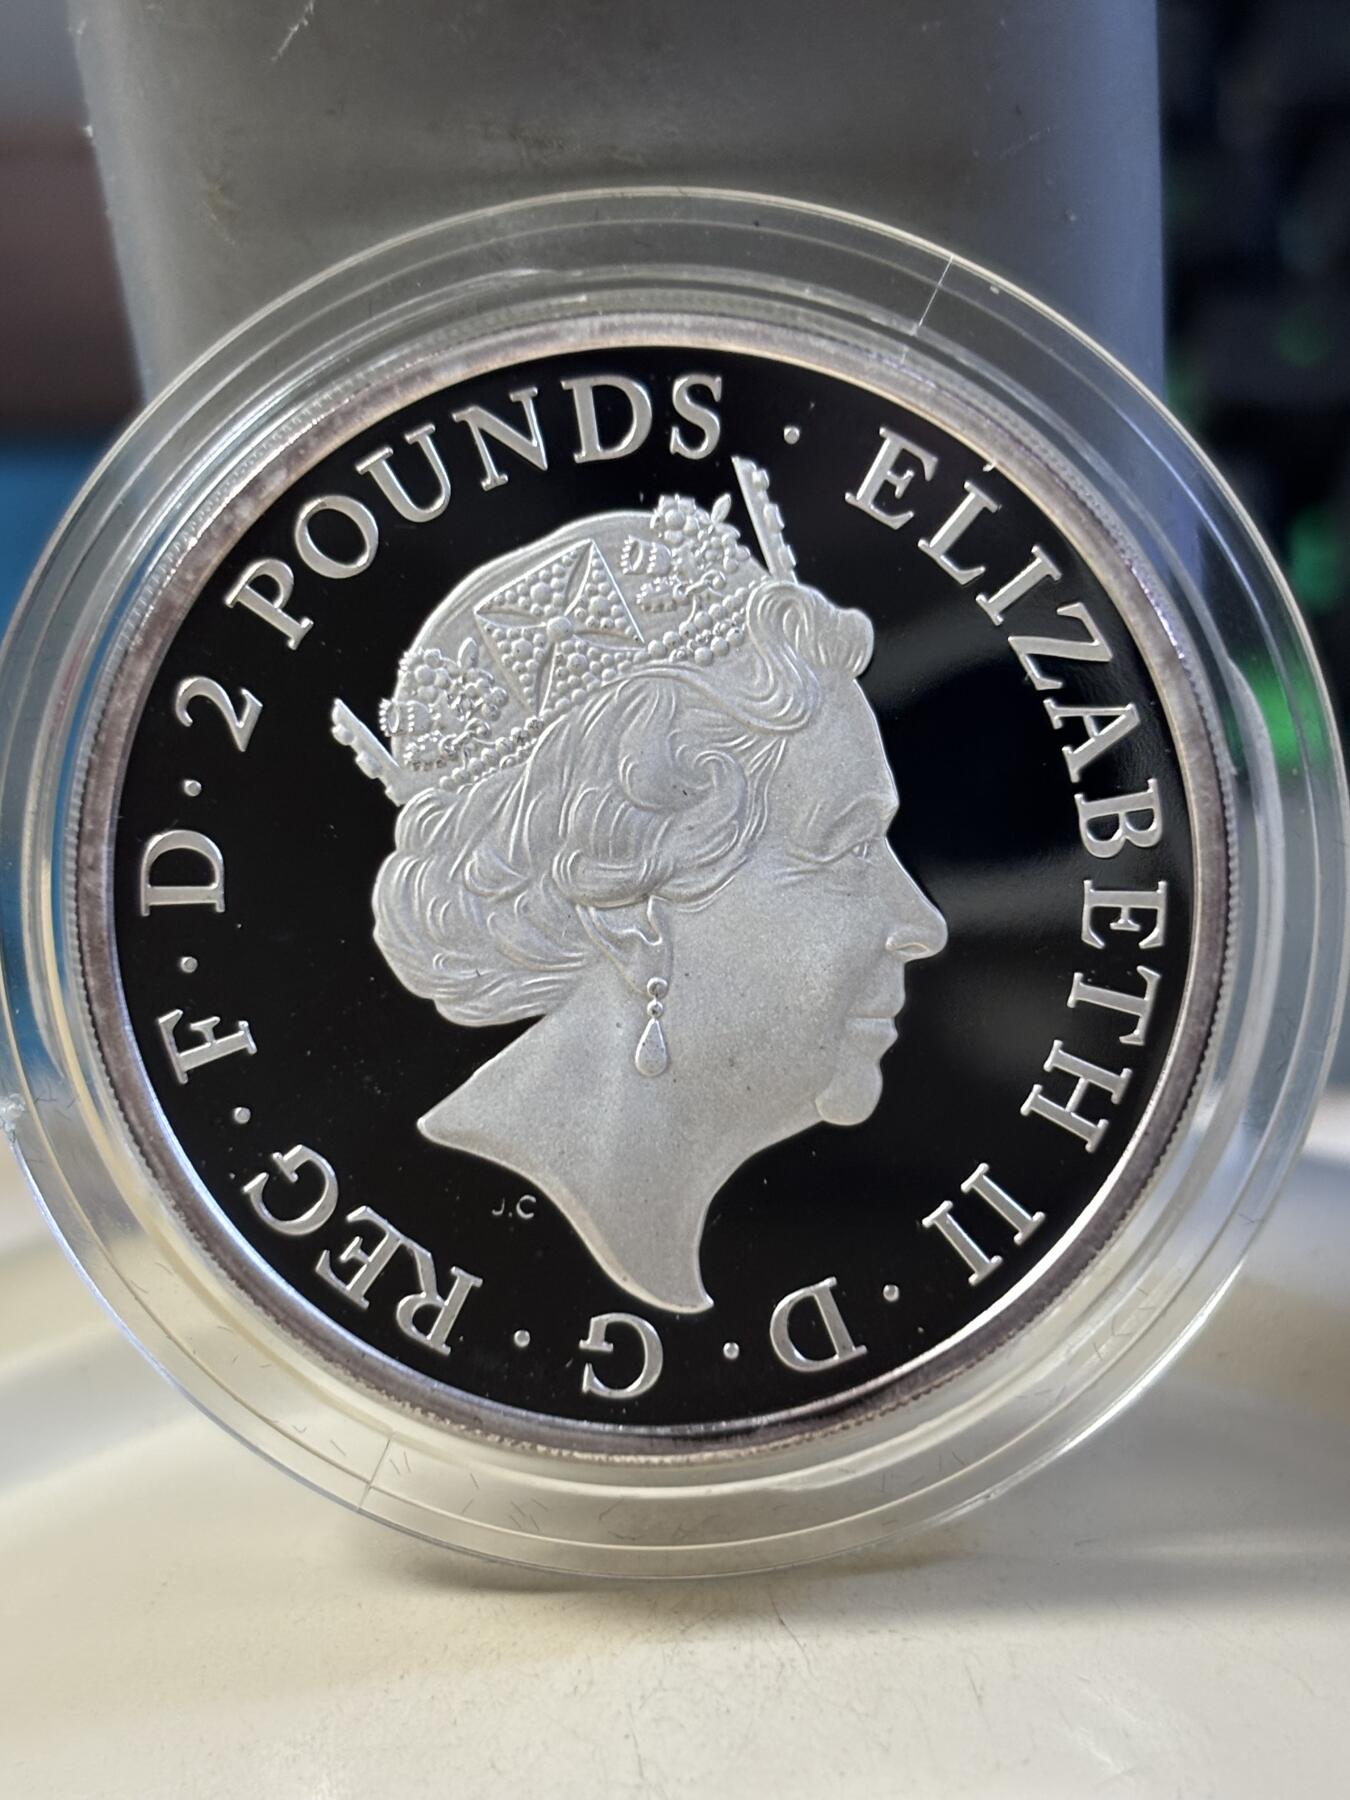 ELIZABETH II · D · G · REG · F · D · 2 POUNDS ·
J.C